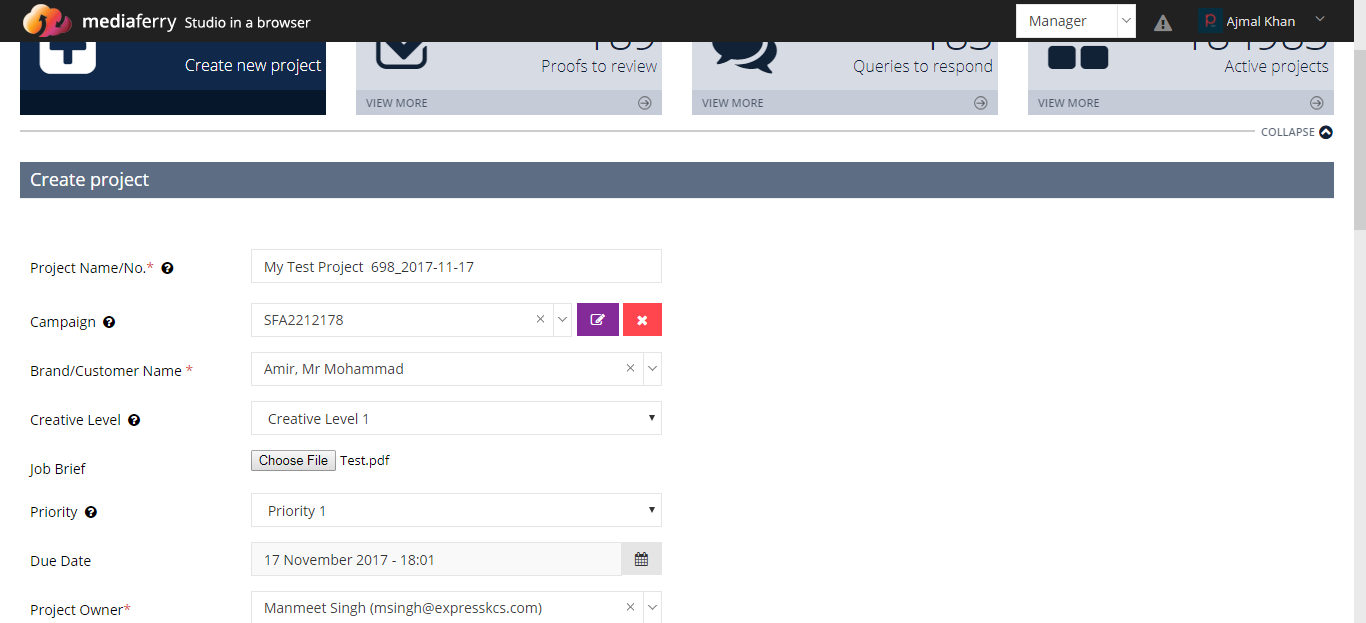 mediaferry Studio in a browser
Manager
Ajmal Khan
Create new project
Proofs to review
Queries to respond
Active projects
VIEW MORE
VIEW MORE
VIEW MORE
COLLAPSE
Create project
Project Name/No.*
My Test Project 698_2017-11-17
Campaign
SFA2212178
Brand/Customer Name *
Amir, Mr Mohammad
Creative Level
Creative Level 1
Job Brief
Choose File Test.pdf
Priority
Priority 1
Due Date
17 November 2017 - 18:01
Project Owner*
Manmeet Singh (msingh@expresskcs.com)